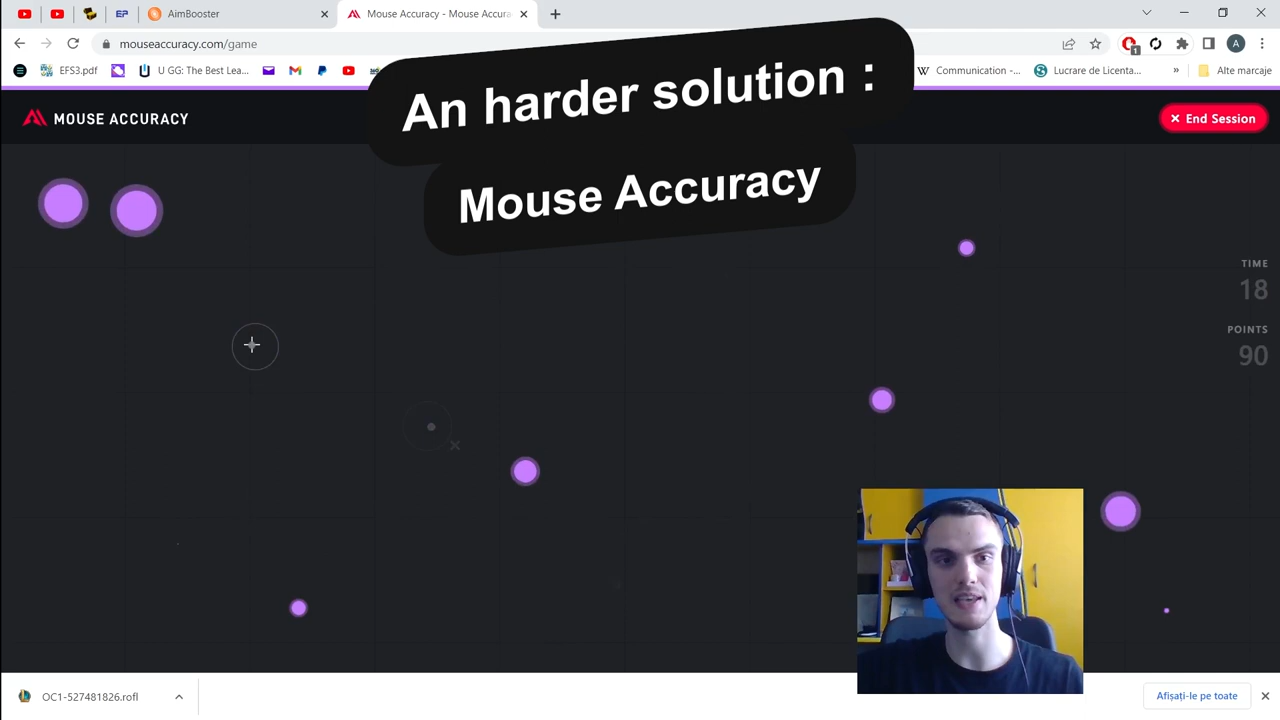 EP
AimBooster
Mouse Accuracy - Mouse Accura
mouseaccuracy.com/game
1
A
EFS3.pdf
U GG: The Best Lea...
W Communication -...
Lucrare de Licenta...
»
Alte marcaje
An harder solution :
Mouse Accuracy
MOUSE ACCURACY
× End Session
TIME
18
POINTS
90
OC1-527481826.rofl
Afișați-le pe toate